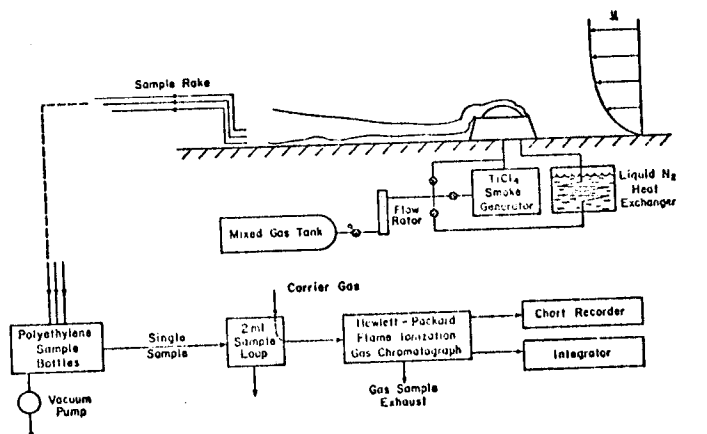 U
Sample Rake
TiCl4
Smoke
Generator
Liquid N2
Heat
Exchanger
Flow
Rator
Mixed Gas Tank
Carrier Gas
Polyethylene
Sample
Bottles
Single
Sample
2ml
Sample
Loop
Hewlett-Packard
Flame Ionization
Gas Chromatograph
Chart Recorder
Integrator
Gas Sample
Exhaust
Vacuum
Pump